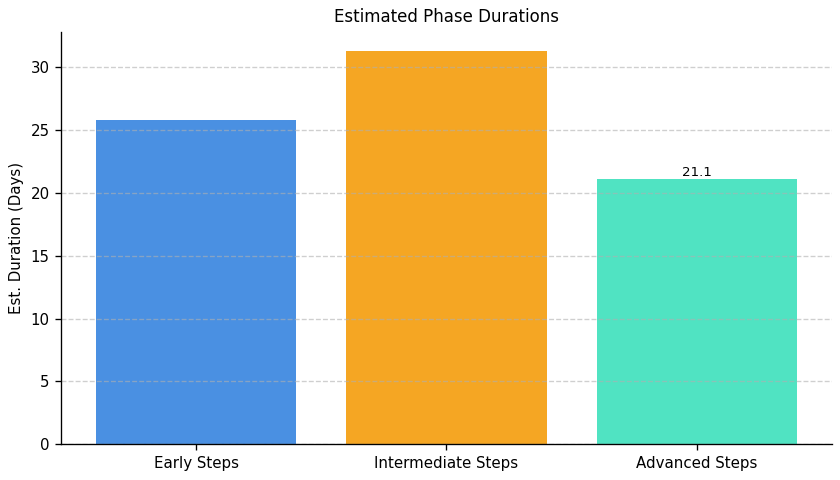 Estimated Phase Durations
Est. Duration (Days)
30
25
20
15
10
5
0
21.1
Early Steps
Intermediate Steps
Advanced Steps